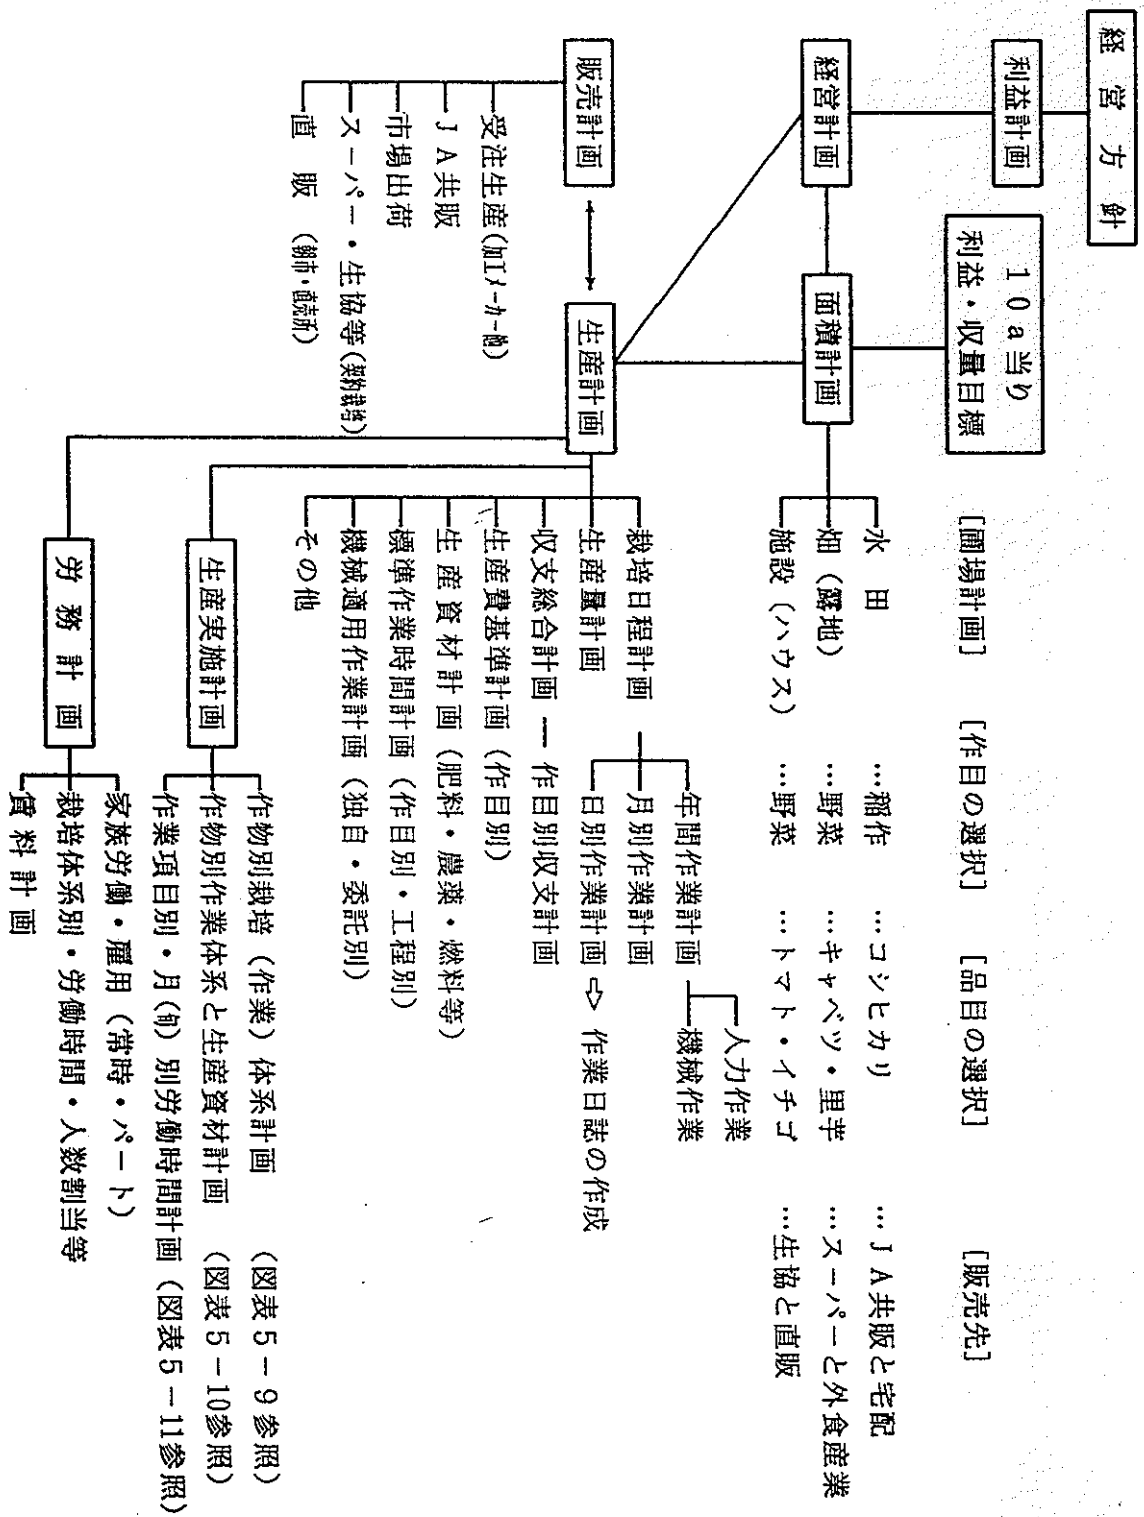 経営方針
利益計画
10a当り
利益・収量目標
[圃場計画] [作目の選択] [品目の選択] [販売先]
経営計画
面積計画
水田 …稲作 …コシヒカリ …JA共販と宅配
畑(露地) …野菜 …キャベツ・里芋 …スーパーと外食産業
施設(ハウス) …野菜 …トマト・イチゴ …生協と直販
販売計画
受注生産(加工メーカー他)
JA共販
市場出荷
スーパー・生協等(契約栽培)
直販(朝市・直売所)
生産計画
栽培日程計画
年間作業計画
人力作業
機械作業
月別作業計画
日別作業計画 ⇨ 作業日誌の作成
生産量計画
収支総合計画 ― 作目別収支計画
生産費基準計画(作目別)
生産資材計画(肥料・農薬・燃料等)
標準作業時間計画(作目別・工程別)
機械適用作業計画(独自・委託別)
その他
生産実施計画
作物別栽培(作業)体系計画 (図表5-9参照)
作物別作業体系と生産資材計画 (図表5-10参照)
作業項目別・月(旬)別労働時間計画(図表5-11参照)
労務計画
家族労働・雇用(常時・パート)
栽培体系別・労働時間・人数割当等
賃料計画